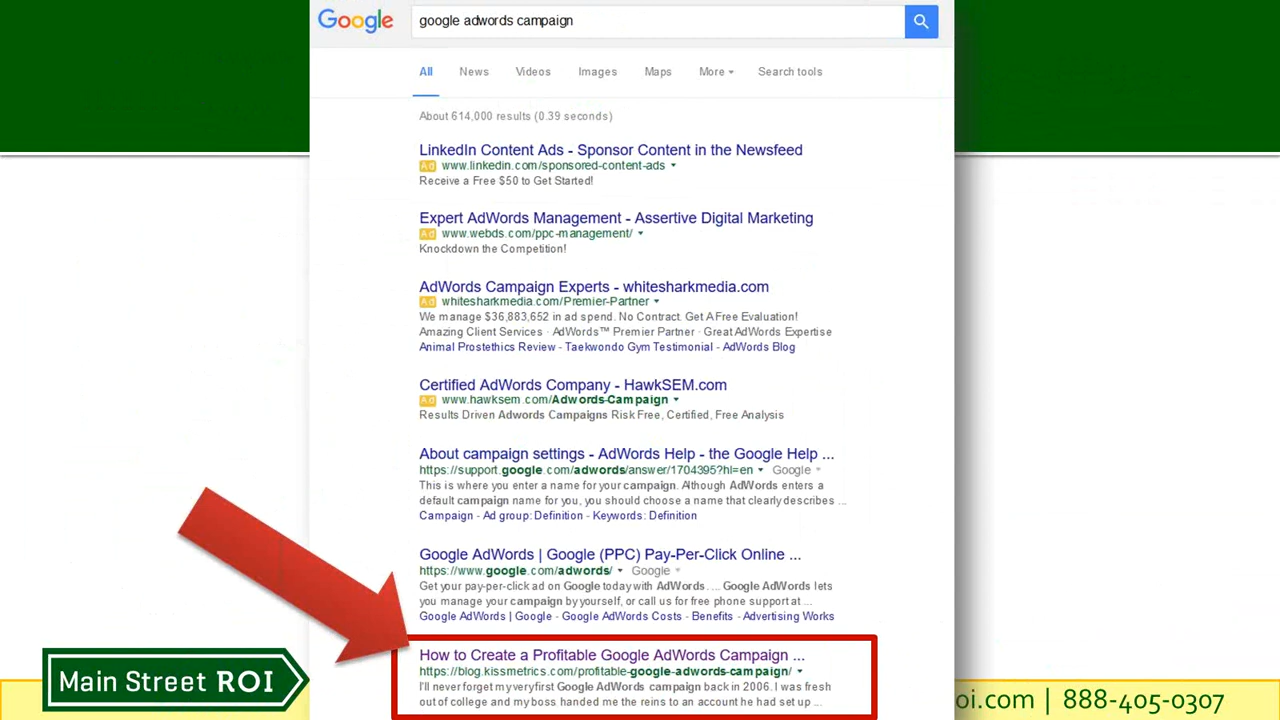 Google
google adwords campaign
All News Videos Images Maps More Search tools
About 614,000 results (0.39 seconds)
LinkedIn Content Ads - Sponsor Content in the Newsfeed
Ad www.linkedin.com/sponsored-content-ads
Receive a Free $50 to Get Started!
Expert AdWords Management - Assertive Digital Marketing
Ad www.webds.com/ppc-management/
Knockdown the Competition!
AdWords Campaign Experts - whitesharkmedia.com
Ad whitesharkmedia.com/Premier-Partner
We manage $36,883,652 in ad spend. No Contract. Get A Free Evaluation!
Amazing Client Services · AdWords™ Premier Partner · Great AdWords Expertise
Animal Prostethics Review - Taekwondo Gym Testimonial - AdWords Blog
Certified AdWords Company - HawkSEM.com
Ad www.hawksem.com/Adwords-Campaign
Results Driven Adwords Campaigns Risk Free, Certified, Free Analysis
About campaign settings - AdWords Help - the Google Help ...
https://support.google.com/adwords/answer/1704395?hl=en Google
This is where you enter a name for your campaign. Although AdWords enters a
default campaign name for you, you should choose a name that clearly describes ...
Campaign - Ad group: Definition - Keywords: Definition
Google AdWords | Google (PPC) Pay-Per-Click Online ...
https://www.google.com/adwords/ Google
Get your pay-per-click ad on Google today with AdWords. ... Google AdWords lets
you manage your campaign by yourself, or call us for free phone support at ...
Google AdWords | Google - Google AdWords Costs - Benefits - Advertising Works
How to Create a Profitable Google AdWords Campaign ...
https://blog.kissmetrics.com/profitable-google-adwords-campaign/
I'll never forget my veryfirst Google AdWords campaign back in 2006. I was fresh
out of college and my boss handed me the reins to an account he had set up ...
Main Street ROI
oi.com | 888-405-0307